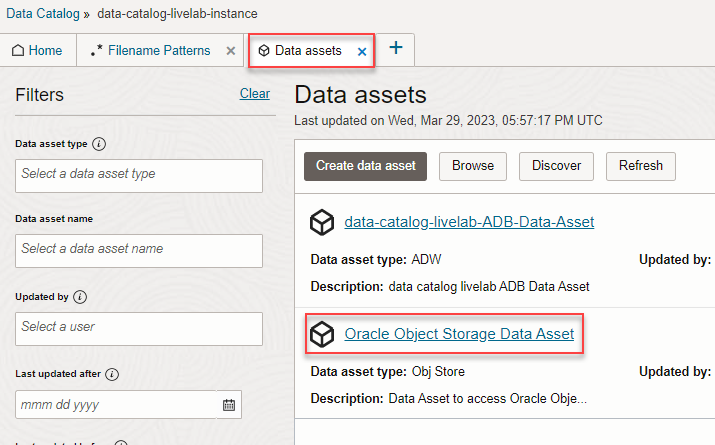 Data Catalog » data-catalog-livelab-instance
Home
.* Filename Patterns ×
Data assets ×
+
Filters
Clear
Data asset type
Select a data asset type
Data asset name
Select a data asset name
Updated by
Select a user
Last updated after
mmm dd yyyy
Data assets
Last updated on Wed, Mar 29, 2023, 05:57:17 PM UTC
Create data asset
Browse
Discover
Refresh
data-catalog-livelab-ADB-Data-Asset
Data asset type: ADW Updated by:
Description: data catalog livelab ADB Data Asset
Oracle Object Storage Data Asset
Data asset type: Obj Store Updated by:
Description: Data Asset to access Oracle Obje...